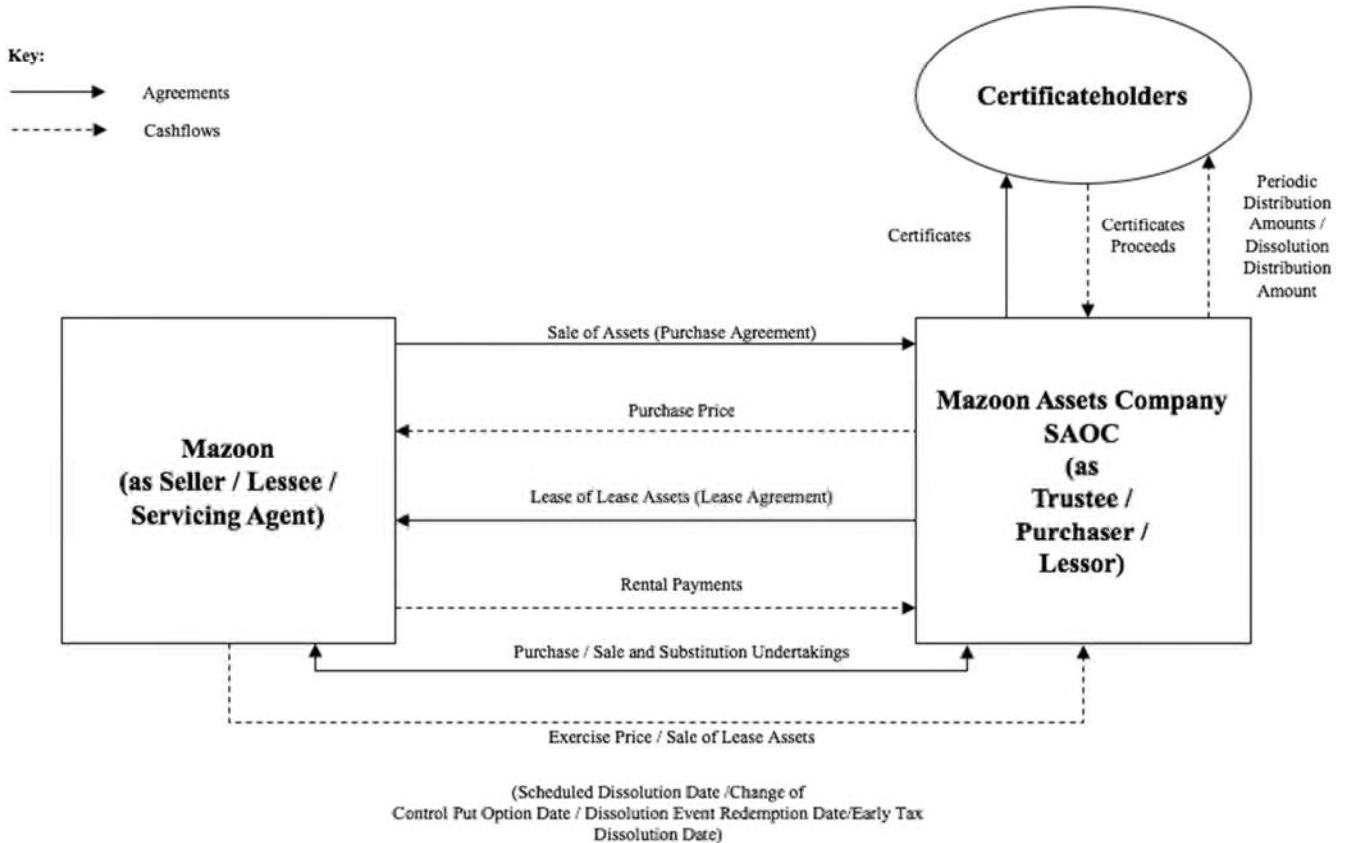 Key:
Agreements
Cashflows
Certificateholders
Certificates
Certificates
Proceeds
Periodic
Distribution
Amounts /
Dissolution
Distribution
Amount
Sale of Assets (Purchase Agreement)
Purchase Price
Lease of Lease Assets (Lease Agreement)
Rental Payments
Mazoon
(as Seller / Lessee /
Servicing Agent)
Mazoon Assets Company
SAOC
(as
Trustee /
Purchaser /
Lessor)
Purchase / Sale and Substitution Undertakings
Exercise Price / Sale of Lease Assets
(Scheduled Dissolution Date /Change of
Control Put Option Date / Dissolution Event Redemption Date/Early Tax
Dissolution Date)